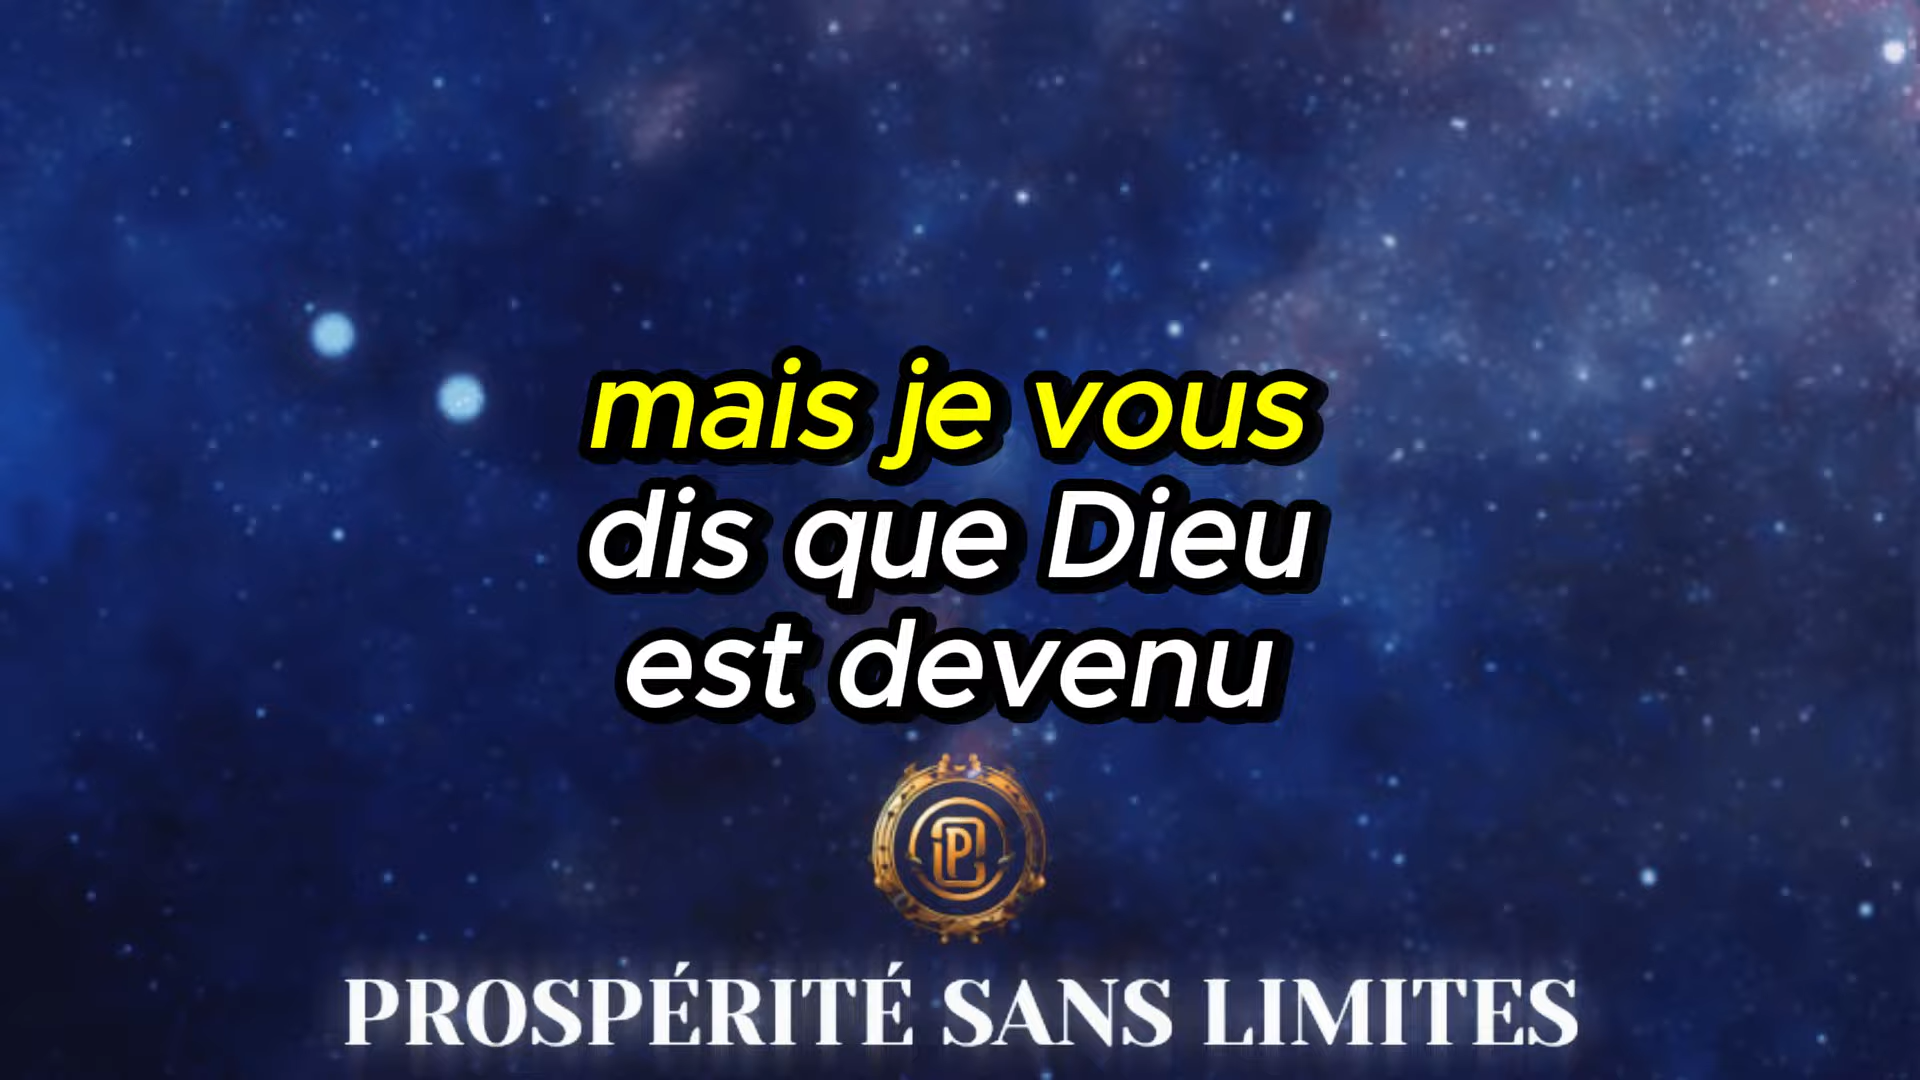 mais je vous
dis que Dieu
est devenu
P
PROSPÉRITÉ SANS LIMITES